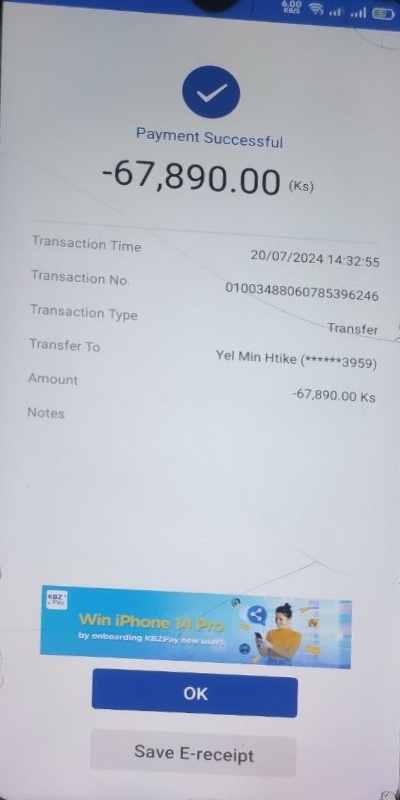 6.00
KB/S
57
Payment Successful
-67,890.00 (Ks)
Transaction Time 20/07/2024 14:32:55
Transaction No. 01003488060785396246
Transaction Type Transfer
Transfer To Yel Min Htike (******3959)
Amount -67,890.00 Ks
Notes
KBZ
Pay
Win iPhone 14 Pro
by onboarding KBZPay new users
OK
Save E-receipt